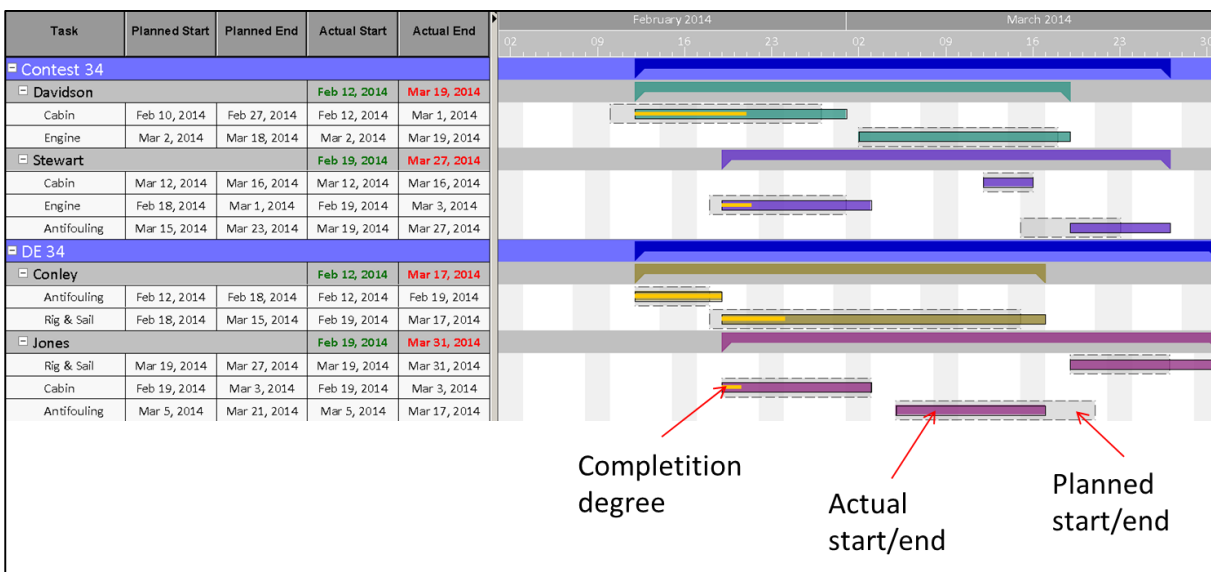 February 2014 March 2014
Task Planned Start Planned End Actual Start Actual End
02 09 16 23 02 09 16 23 30
Contest 34
Davidson Feb 12, 2014 Mar 19, 2014
Cabin Feb 10, 2014 Feb 27, 2014 Feb 12, 2014 Mar 1, 2014
Engine Mar 2, 2014 Mar 18, 2014 Mar 2, 2014 Mar 19, 2014
Stewart Feb 19, 2014 Mar 27, 2014
Cabin Mar 12, 2014 Mar 16, 2014 Mar 12, 2014 Mar 16, 2014
Engine Feb 18, 2014 Mar 1, 2014 Feb 19, 2014 Mar 3, 2014
Antifouling Mar 15, 2014 Mar 23, 2014 Mar 19, 2014 Mar 27, 2014
DE 34
Conley Feb 12, 2014 Mar 17, 2014
Antifouling Feb 12, 2014 Feb 18, 2014 Feb 12, 2014 Feb 19, 2014
Rig & Sail Feb 18, 2014 Mar 15, 2014 Feb 19, 2014 Mar 17, 2014
Jones Feb 19, 2014 Mar 31, 2014
Rig & Sail Mar 19, 2014 Mar 27, 2014 Mar 19, 2014 Mar 31, 2014
Cabin Feb 19, 2014 Mar 3, 2014 Feb 19, 2014 Mar 3, 2014
Antifouling Mar 5, 2014 Mar 21, 2014 Mar 5, 2014 Mar 17, 2014
Completition
degree
Actual
start/end
Planned
start/end